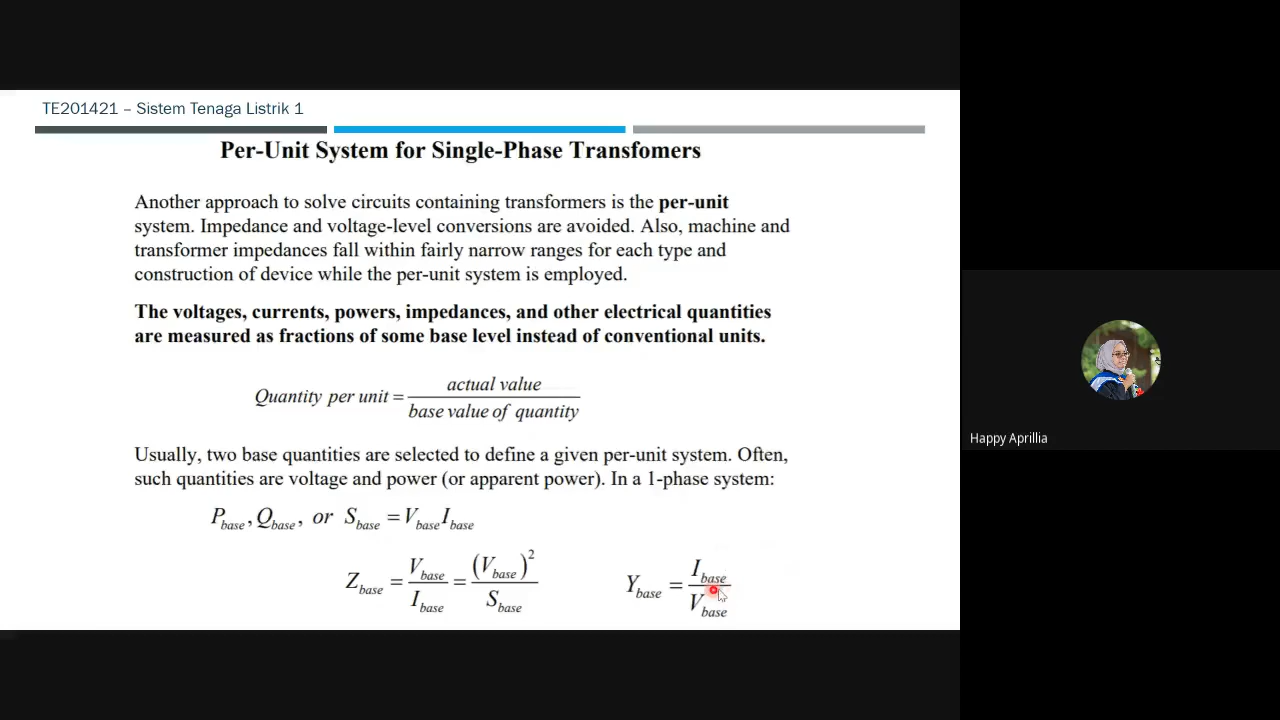 TE201421 – Sistem Tenaga Listrik 1
Per-Unit System for Single-Phase Transfomers
Another approach to solve circuits containing transformers is the per-unit
system. Impedance and voltage-level conversions are avoided. Also, machine and
transformer impedances fall within fairly narrow ranges for each type and
construction of device while the per-unit system is employed.
The voltages, currents, powers, impedances, and other electrical quantities
are measured as fractions of some base level instead of conventional units.
Quantity per unit = actual value / base value of quantity
Usually, two base quantities are selected to define a given per-unit system. Often,
such quantities are voltage and power (or apparent power). In a 1-phase system:
P_base, Q_base, or S_base = V_base I_base
Z_base = V_base / I_base = (V_base)^2 / S_base
Y_base = I_base / V_base
Happy Aprillia